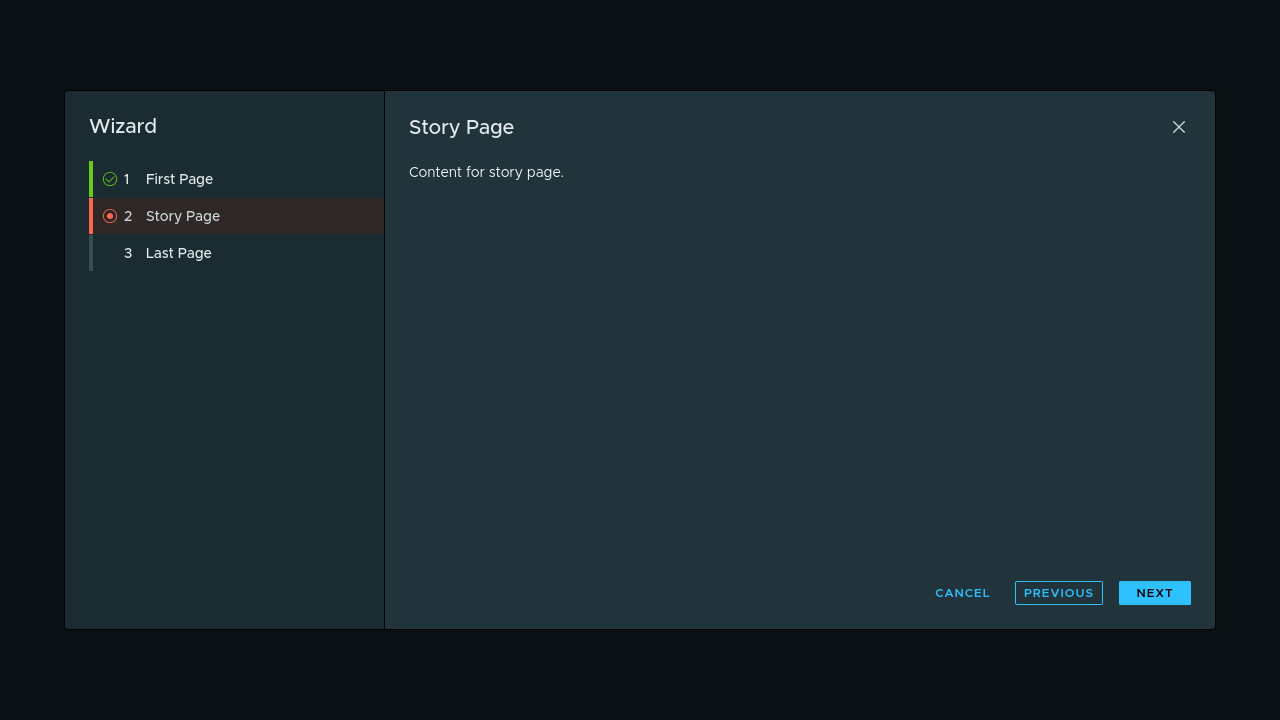 Wizard
1 First Page
2 Story Page
3 Last Page
Story Page
Content for story page.
CANCEL PREVIOUS NEXT